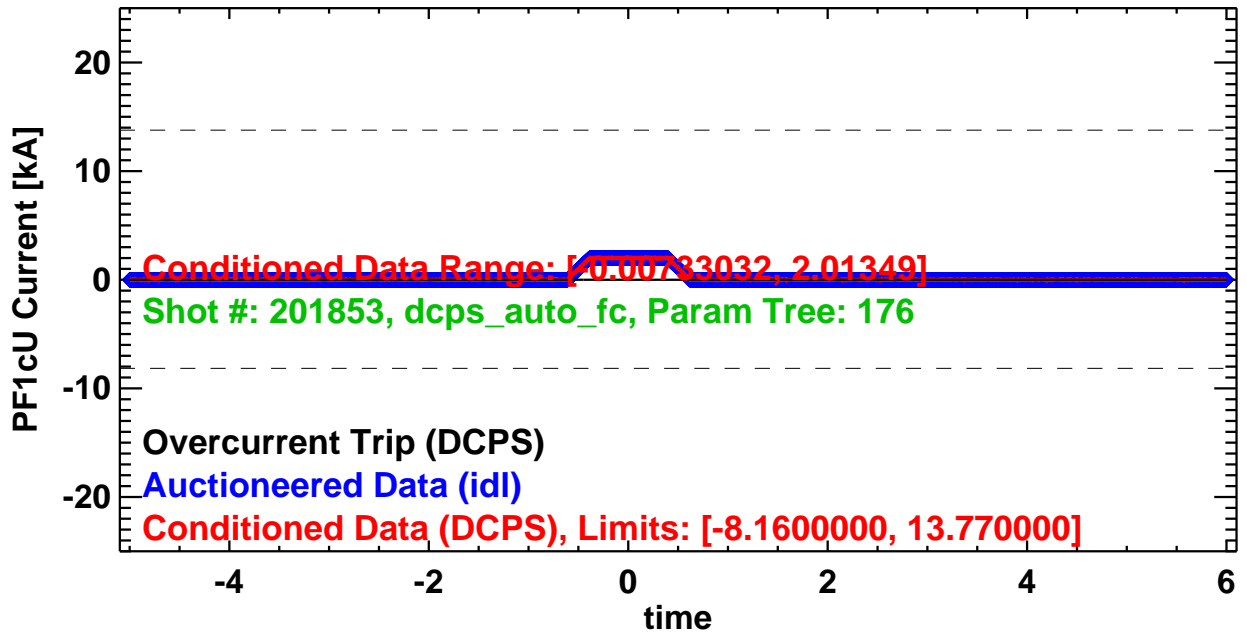 20
10
0
-10
-20
PF1cU Current [kA]
Conditioned Data Range: [-0.00783032, 2.01349]
Shot #: 201853, dcps_auto_fc, Param Tree: 176
Overcurrent Trip (DCPS)
Auctioneered Data (idl)
Conditioned Data (DCPS), Limits: [-8.1600000, 13.770000]
-4 -2 0 2 4 6
time